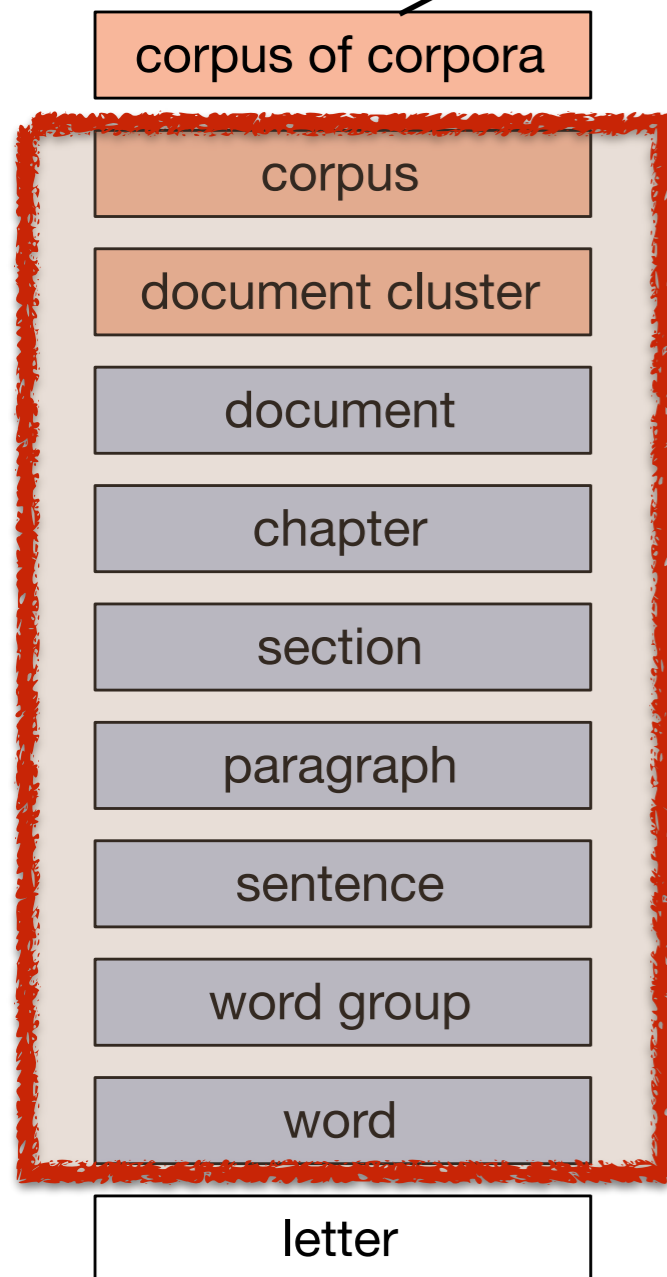 corpus of corpora
corpus
document cluster
document
chapter
section
paragraph
sentence
word group
word
letter